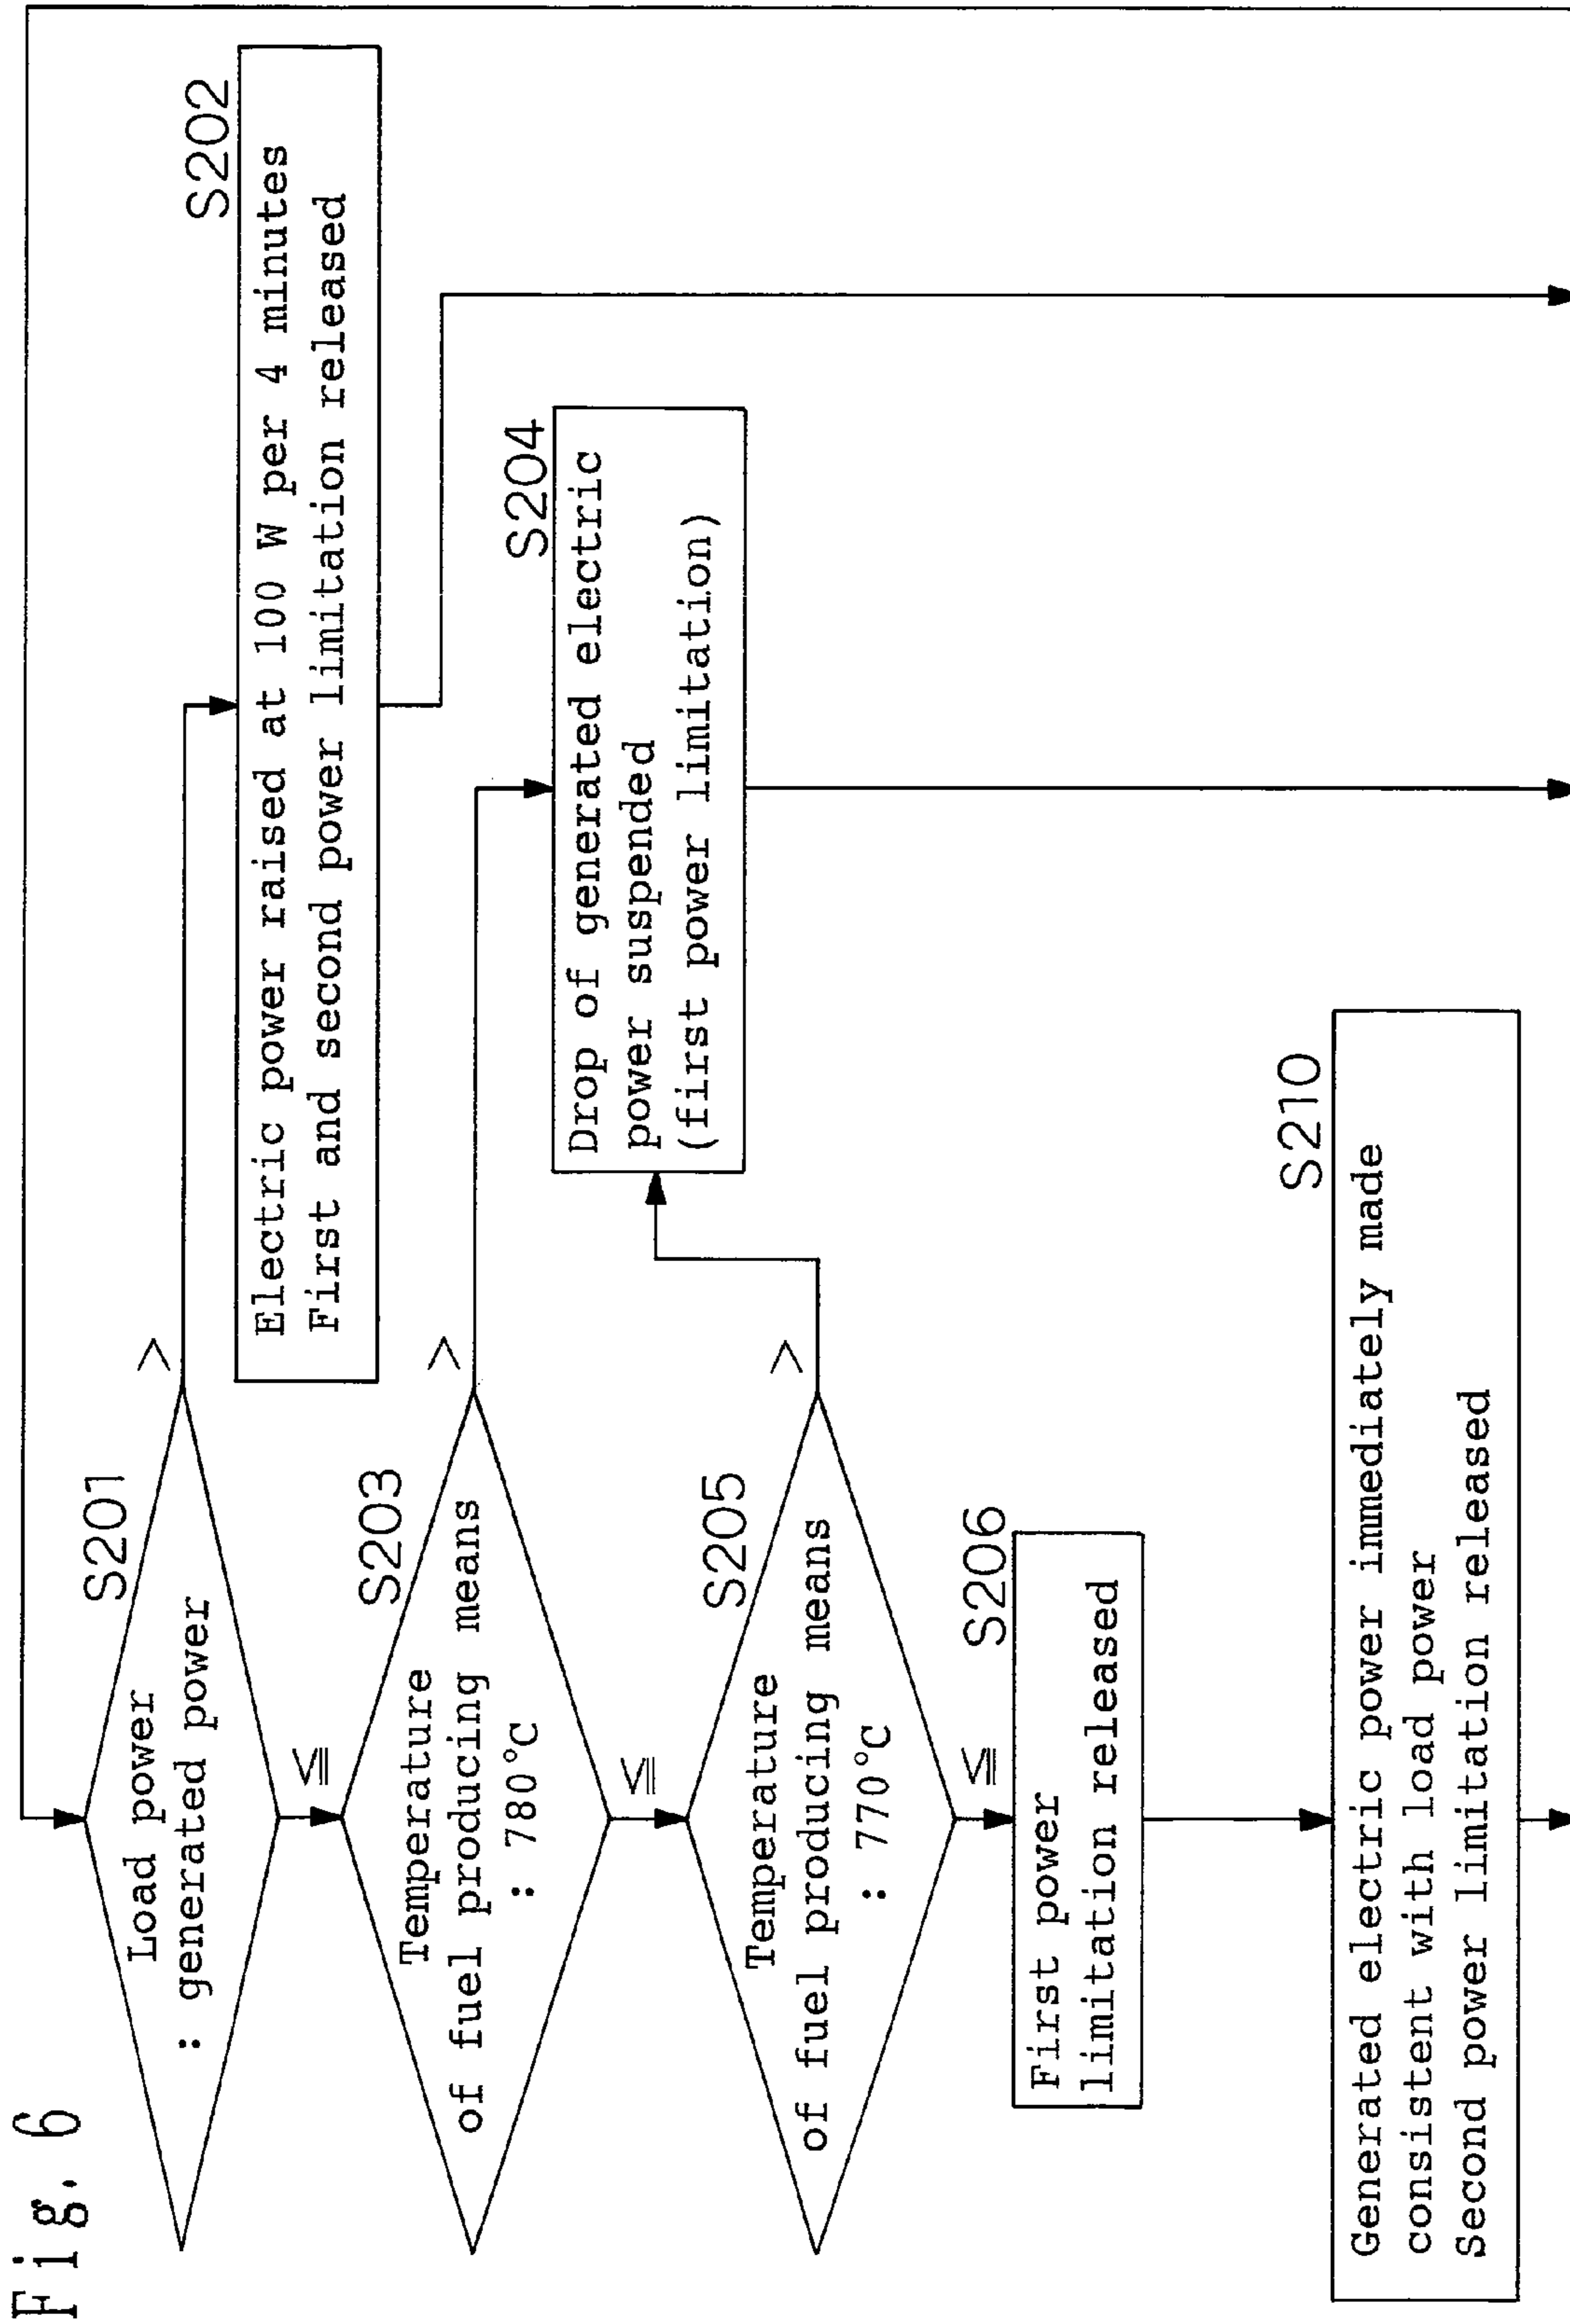 Fig. 6
S201
Load power
: generated power
>
≦
S202
Electric power raised at 100 W per 4 minutes
First and second power limitation released
S203
Temperature
of fuel producing means
: 780°C
>
≦
S204
Drop of generated electric
power suspended
(first power limitation)
S205
Temperature
of fuel producing means
: 770°C
>
≦
S206
First power
limitation released
S210
Generated electric power immediately made
consistent with load power
Second power limitation released